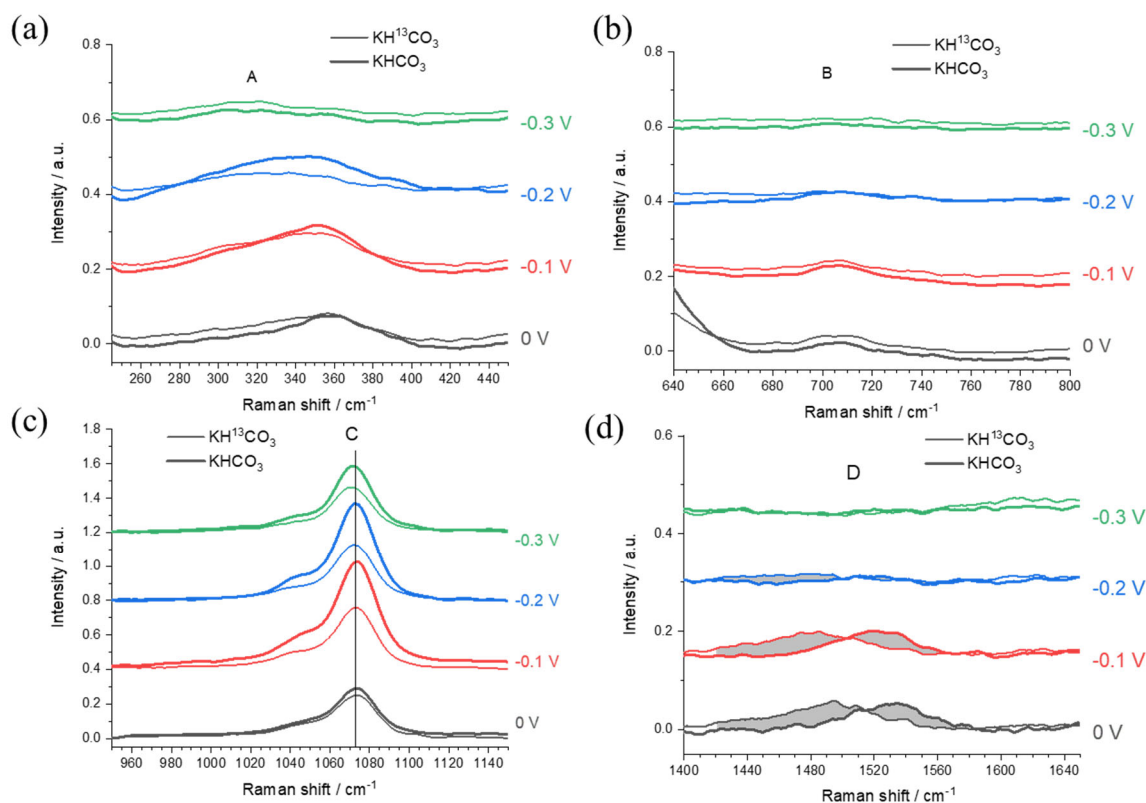 (a)
KH¹³CO₃
KHCO₃
A
0.8
0.6
0.4
0.2
0.0
Intensity / a.u.
-0.3 V
-0.2 V
-0.1 V
0 V
260 280 300 320 340 360 380 400 420 440
Raman shift / cm⁻¹
(b)
KH¹³CO₃
KHCO₃
B
0.8
0.6
0.4
0.2
0.0
Intensity / a.u.
-0.3 V
-0.2 V
-0.1 V
0 V
640 660 680 700 720 740 760 780 800
Raman shift / cm⁻¹
(c)
KH¹³CO₃
KHCO₃
C
1.8
1.6
1.4
1.2
1.0
0.8
0.6
0.4
0.2
0.0
Intensity / a.u.
-0.3 V
-0.2 V
-0.1 V
0 V
960 980 1000 1020 1040 1060 1080 1100 1120 1140
Raman shift / cm⁻¹
(d)
KH¹³CO₃
KHCO₃
D
0.6
0.4
0.2
0.0
Intensity / a.u.
-0.3 V
-0.2 V
-0.1 V
0 V
1400 1440 1480 1520 1560 1600 1640
Raman shift / cm⁻¹